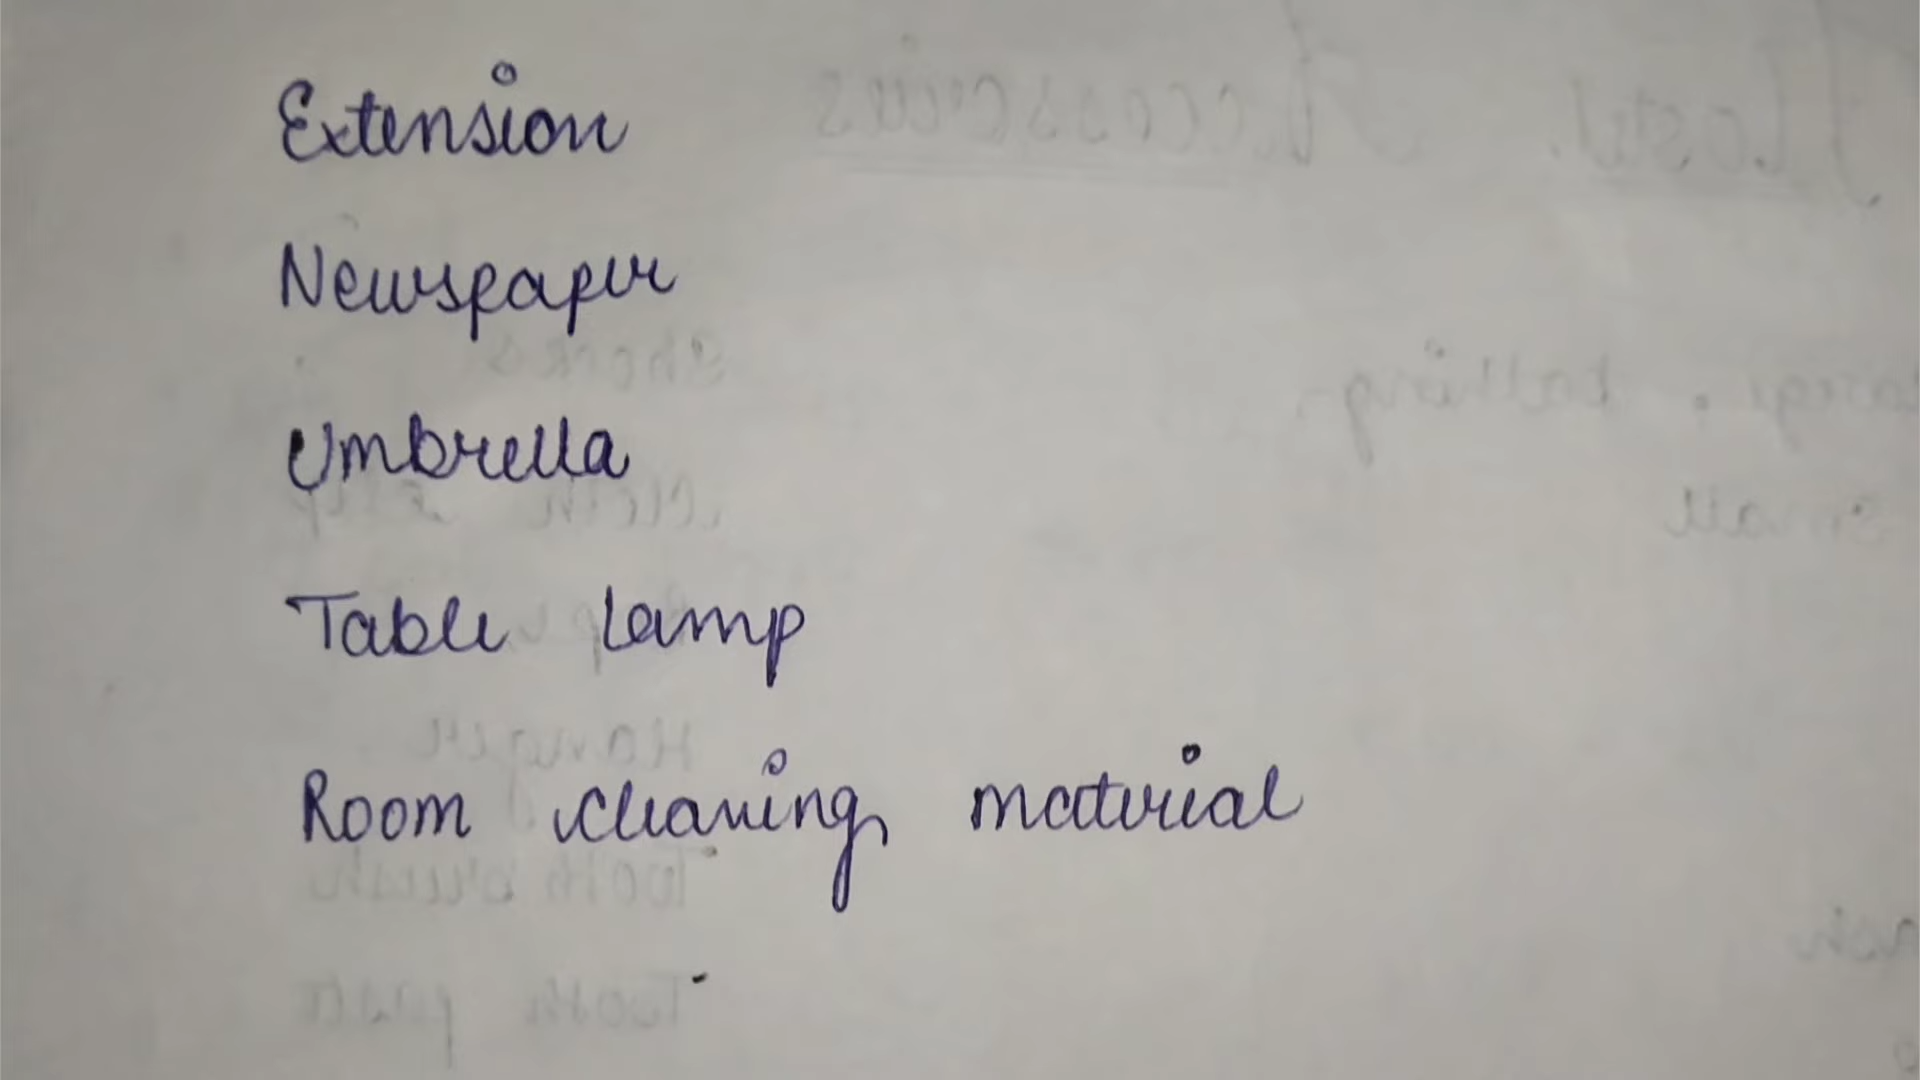 Extension
Newspaper
Umbrella
Table lamp
Room cleaning material